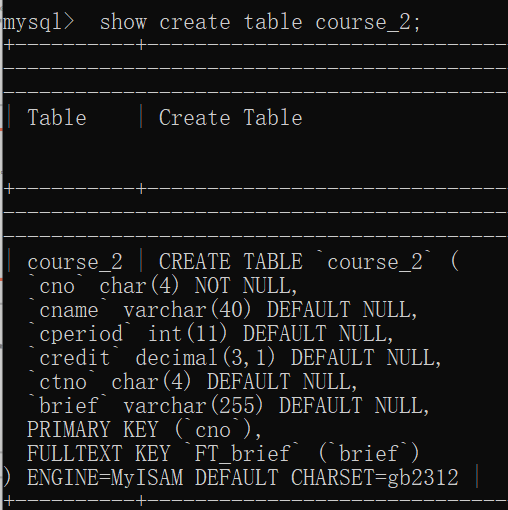 mysql>  show create table course_2;
+----------+-------------------------------
-------------------------------------------
-------------------------------------------
| Table    | Create Table
+----------+-------------------------------
-------------------------------------------
-------------------------------------------
| course_2 | CREATE TABLE `course_2` (
  `cno` char(4) NOT NULL,
  `cname` varchar(40) DEFAULT NULL,
  `cperiod` int(11) DEFAULT NULL,
  `credit` decimal(3,1) DEFAULT NULL,
  `ctno` char(4) DEFAULT NULL,
  `brief` varchar(255) DEFAULT NULL,
  PRIMARY KEY (`cno`),
  FULLTEXT KEY `FT_brief` (`brief`)
) ENGINE=MyISAM DEFAULT CHARSET=gb2312 |
+----------+-------------------------------